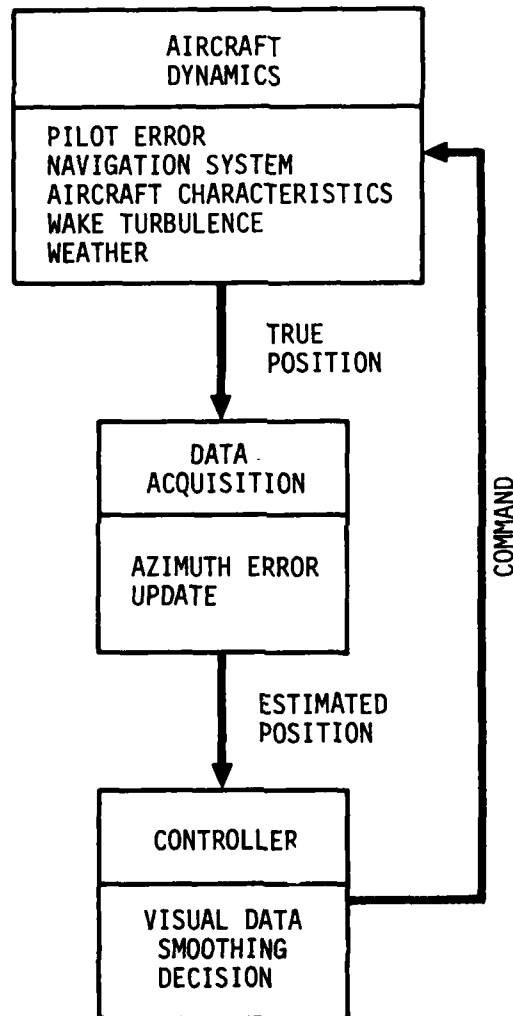 AIRCRAFT
DYNAMICS
PILOT ERROR
NAVIGATION SYSTEM
AIRCRAFT CHARACTERISTICS
WAKE TURBULENCE
WEATHER
TRUE
POSITION
DATA
ACQUISITION
AZIMUTH ERROR
UPDATE
COMMAND
ESTIMATED
POSITION
CONTROLLER
VISUAL DATA
SMOOTHING
DECISION